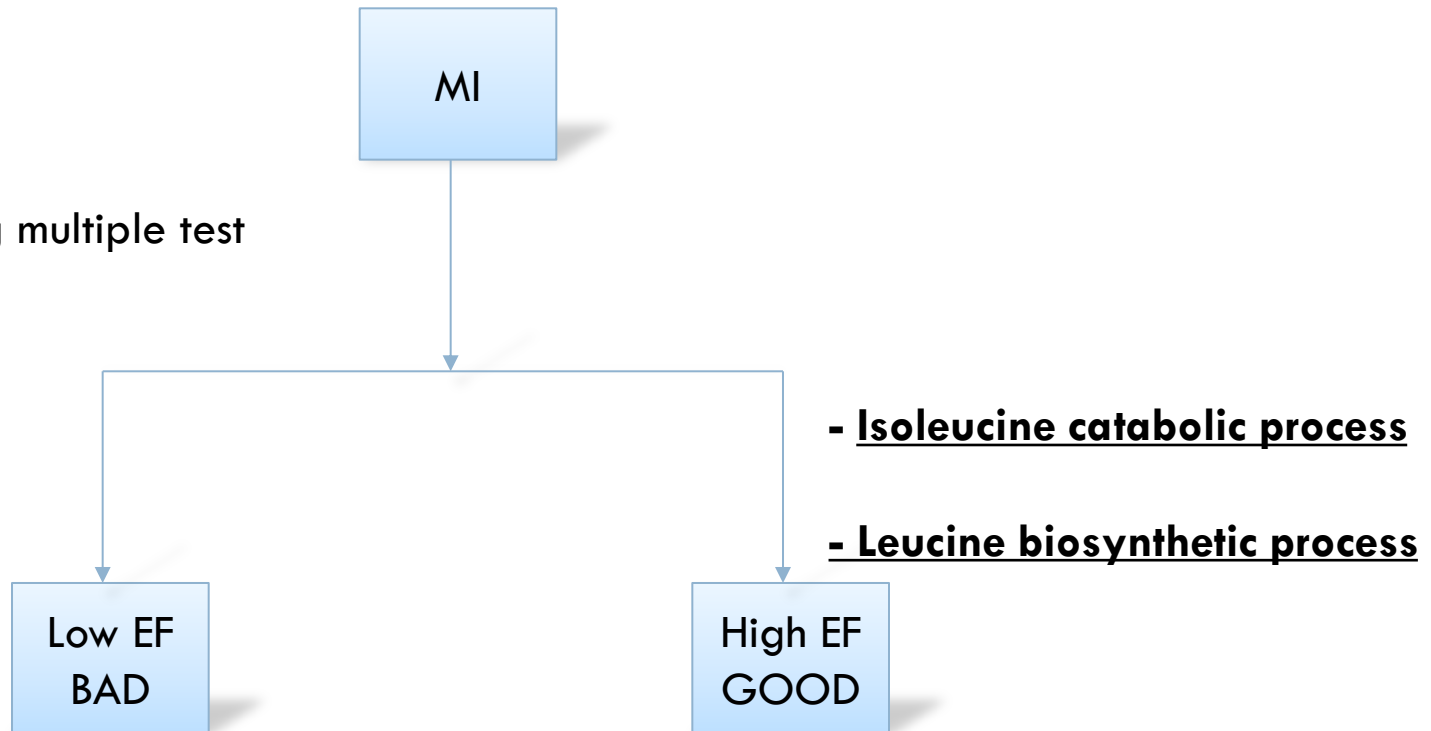 MI
multiple test
- Isoleucine catabolic process
- Leucine biosynthetic process
Low EF
BAD
High EF
GOOD